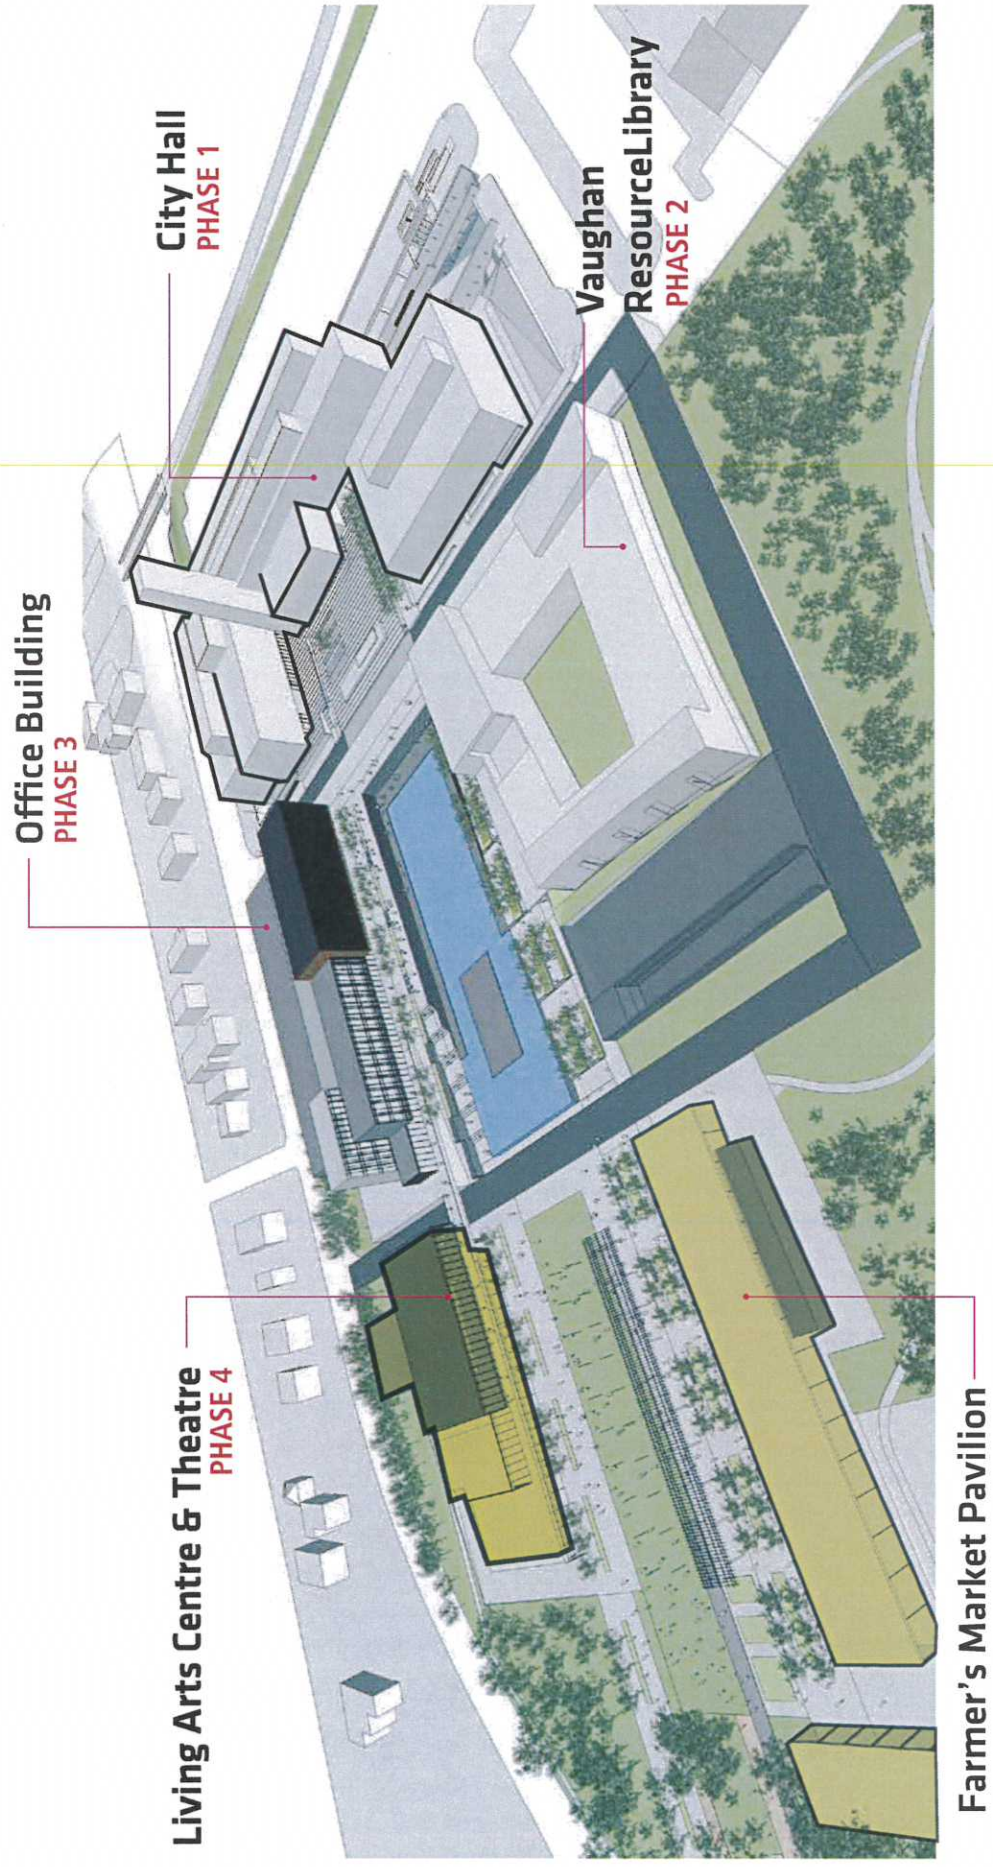 Living Arts Centre & Theatre
PHASE 4
Office Building
PHASE 3
City Hall
PHASE 1
Vaughan
ResourceLibrary
PHASE 2
Farmer's Market Pavilion